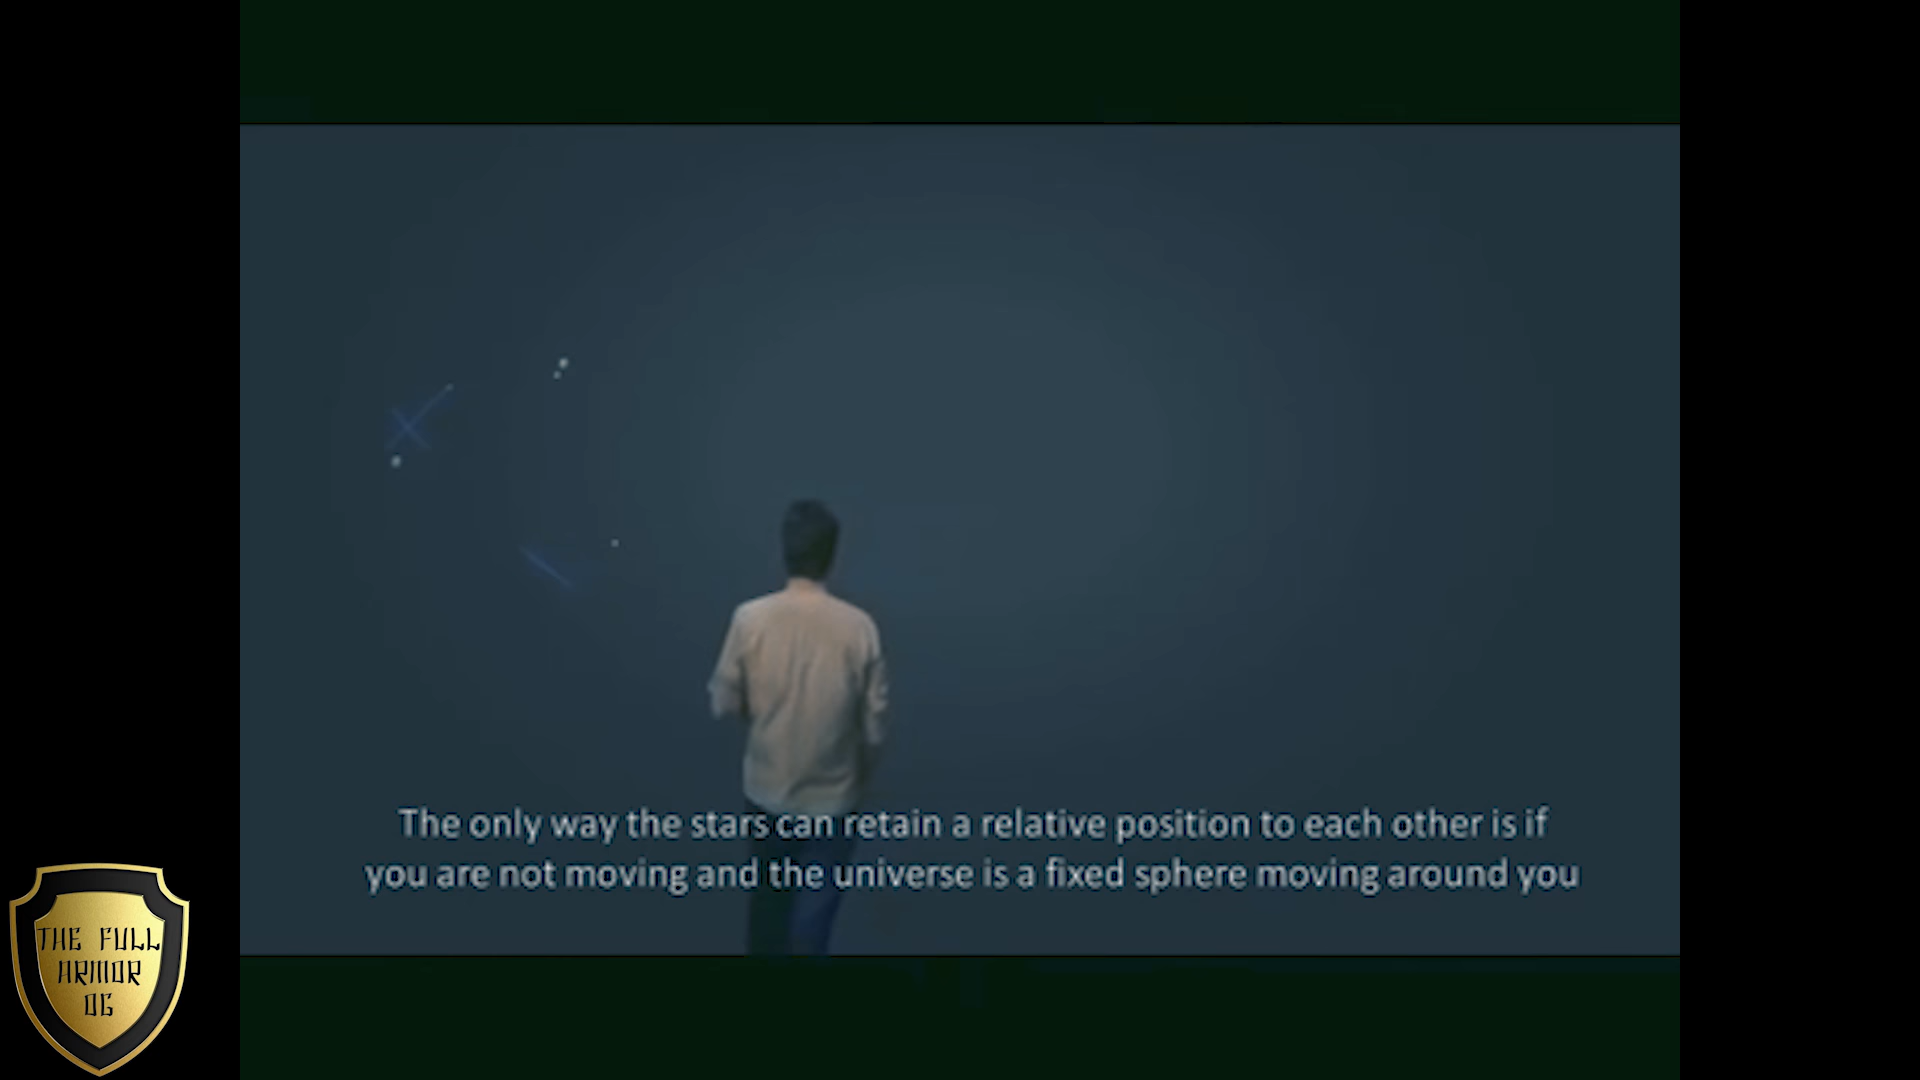 The only way the stars can retain a relative position to each other is if
you are not moving and the universe is a fixed sphere moving around you
THE FULL
ARMOR
OG